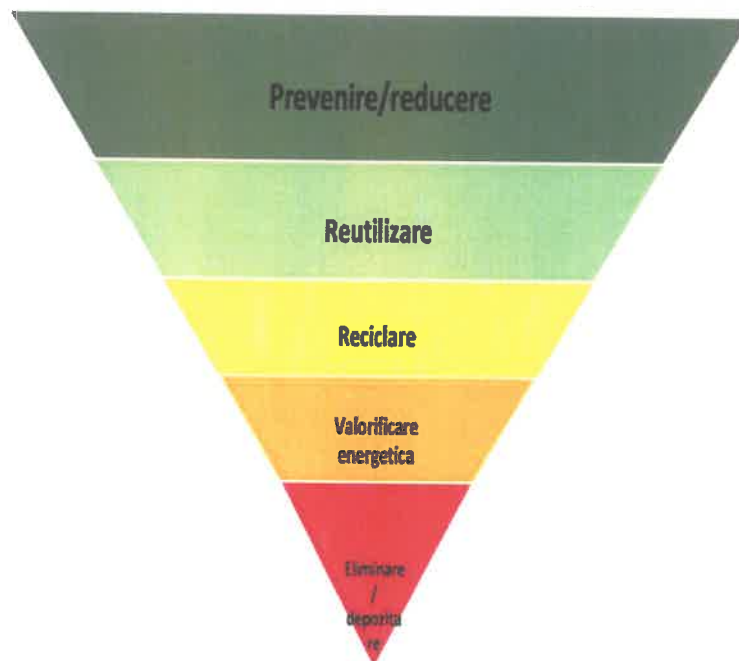 Prevenire/reducere
Reutilizare
Reciclare
Valorificare
energetica
Eliminare
/
depozita
re